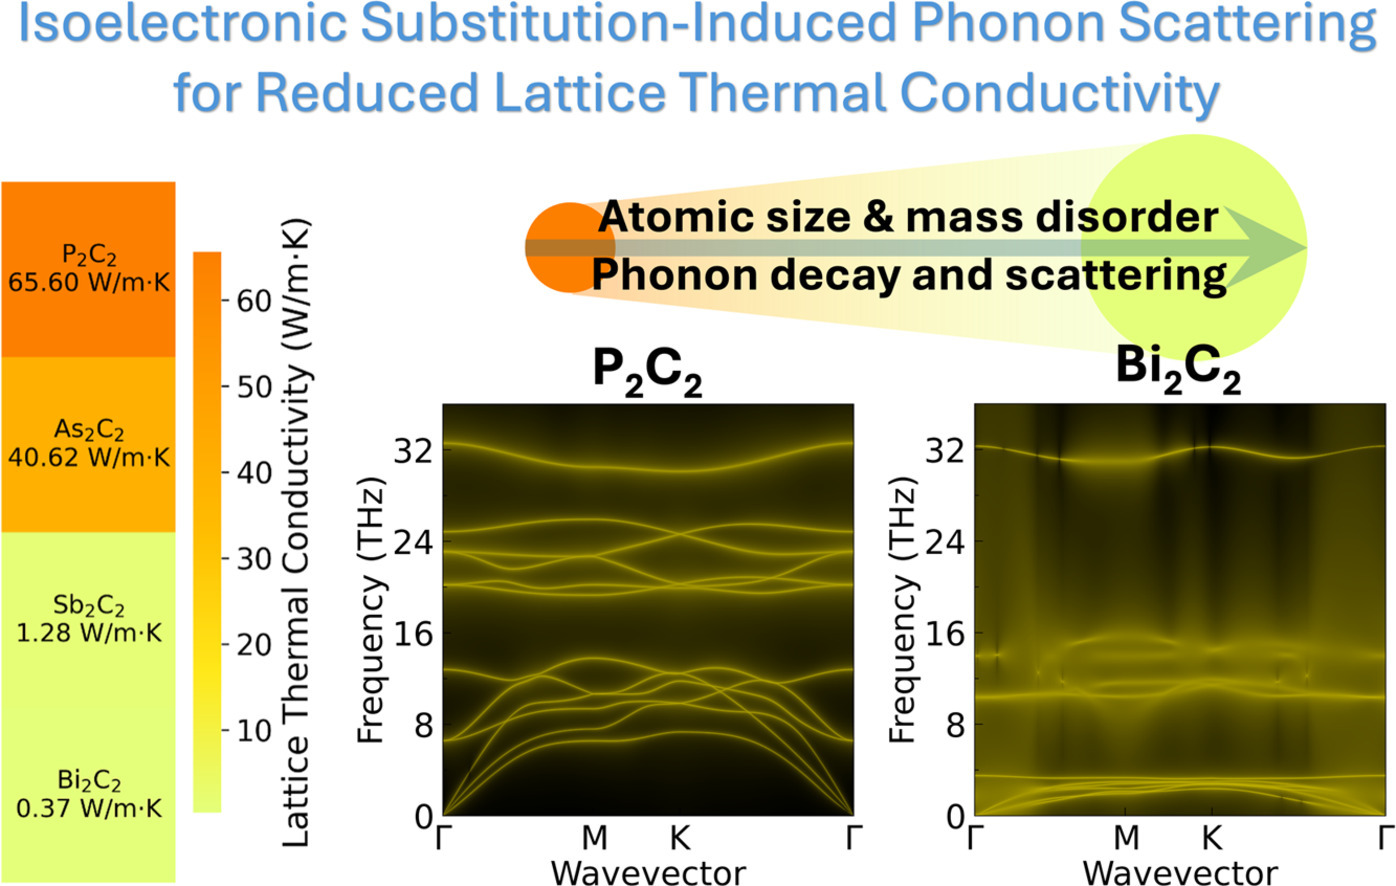 Isoelectronic Substitution-Induced Phonon Scattering
for Reduced Lattice Thermal Conductivity
P₂C₂
65.60 W/m·K
As₂C₂
40.62 W/m·K
Sb₂C₂
1.28 W/m·K
Bi₂C₂
0.37 W/m·K
60
50
40
30
20
10
Lattice Thermal Conductivity (W/m·K)
Atomic size & mass disorder
Phonon decay and scattering
P₂C₂
Frequency (THz)
32
24
16
8
0
Γ M K Γ
Wavevector
Bi₂C₂
Frequency (THz)
32
24
16
8
0
Γ M K Γ
Wavevector